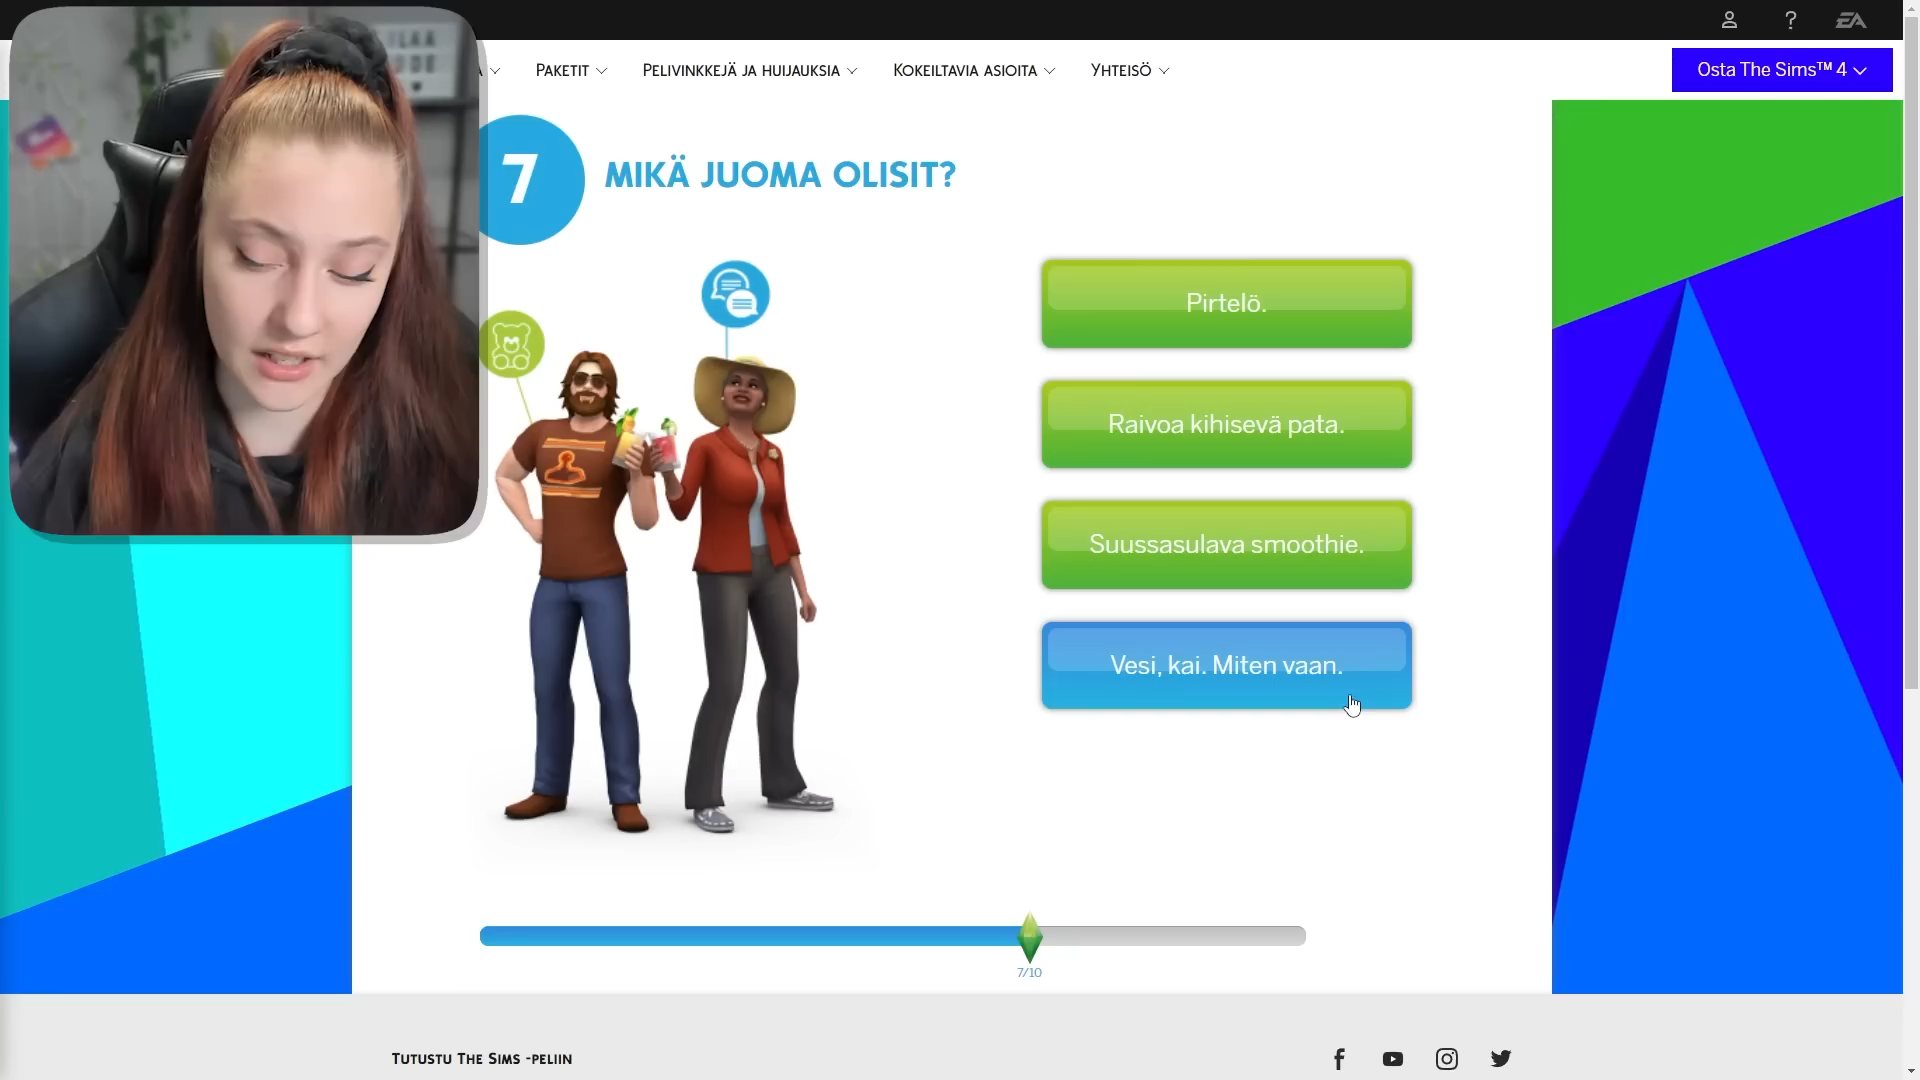 EA
PAKETIT
PELIVINKKEJÄ JA HUIJAUKSIA
KOKEILTAVIA ASIOITA
YHTEISÖ
Osta The Sims™ 4
7
MIKÄ JUOMA OLISIT?
Pirtelö.
Raivoa kihisevä pata.
Suussasulava smoothie.
Vesi, kai. Miten vaan.
7/10
TUTUSTU THE SIMS -PELIIN